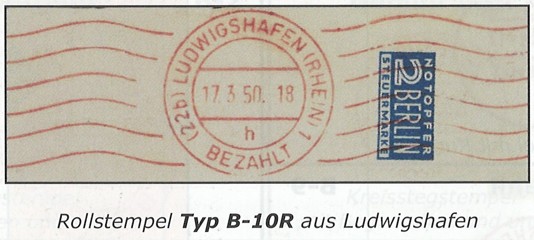 (22b) LUDWIGSHAFEN (RHEIN) 1
17.3.50. 18
h
BEZAHLT
NOTOPFER
2 BERLIN
STEUERMARKE
Rollstempel Typ B-10R aus Ludwigshafen